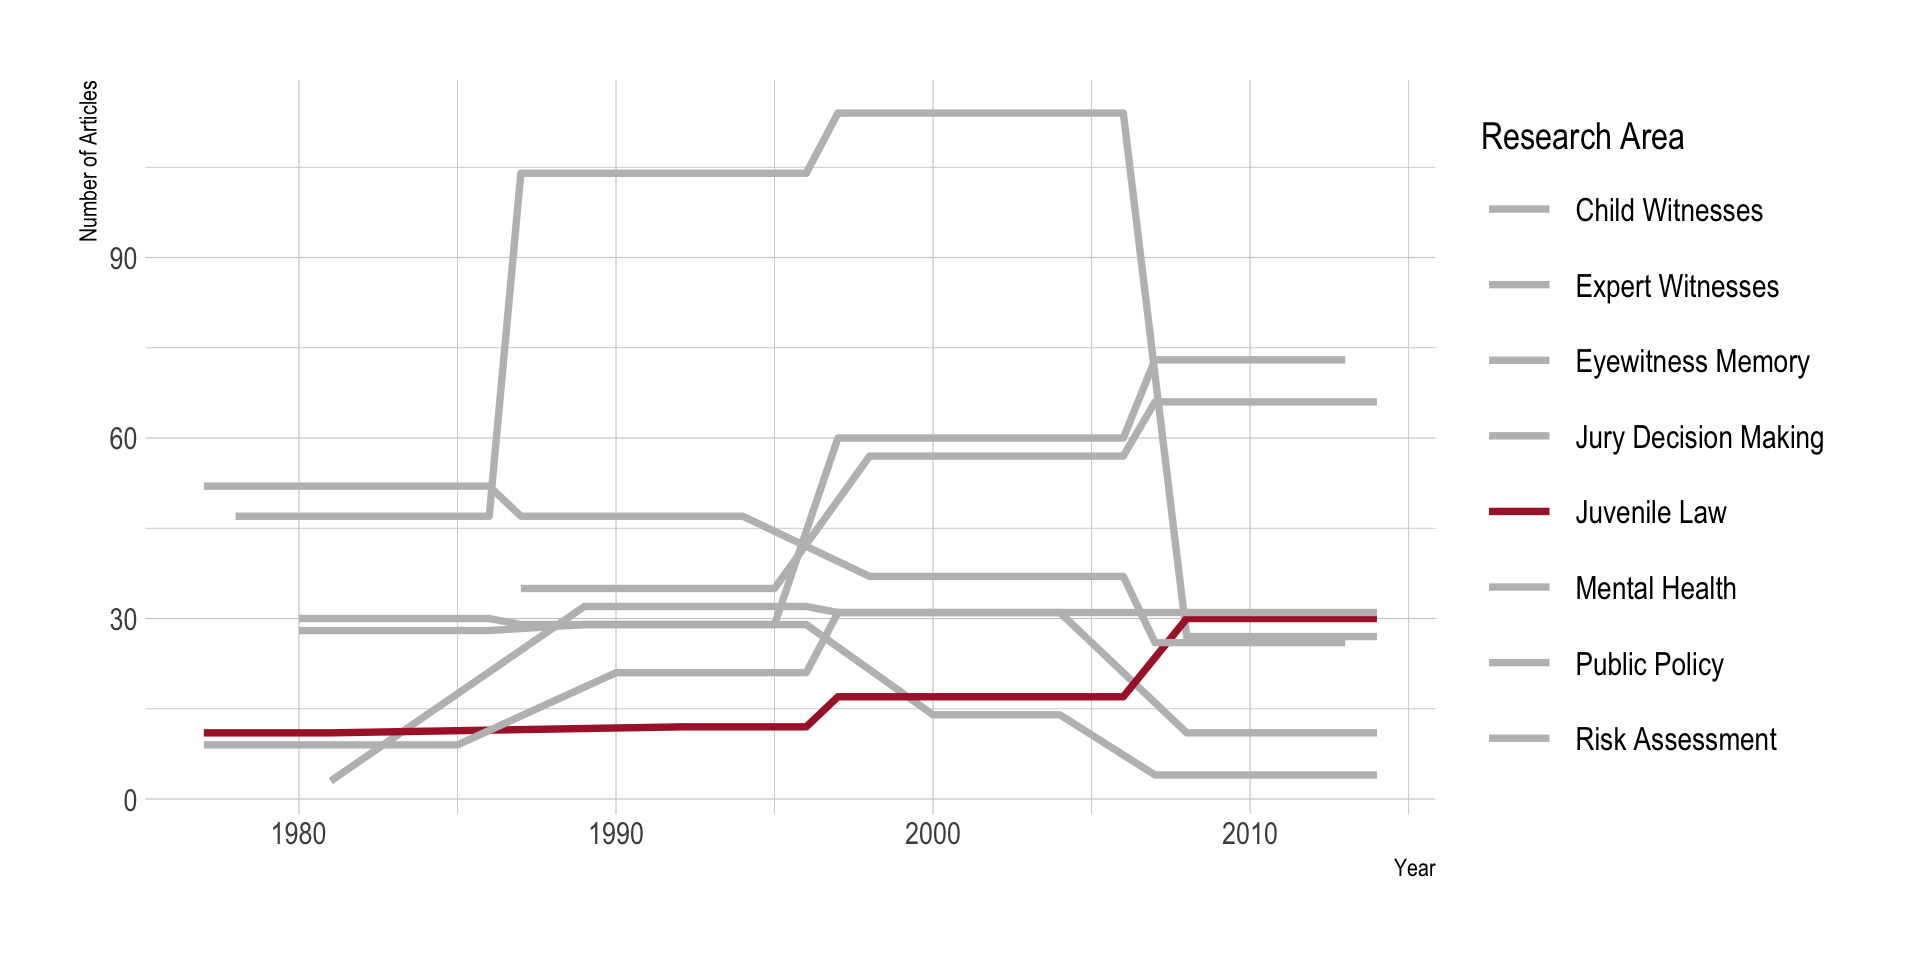 Number of Articles
90
60
30
0
1980 1990 2000 2010
Year
Research Area
Child Witnesses
Expert Witnesses
Eyewitness Memory
Jury Decision Making
Juvenile Law
Mental Health
Public Policy
Risk Assessment